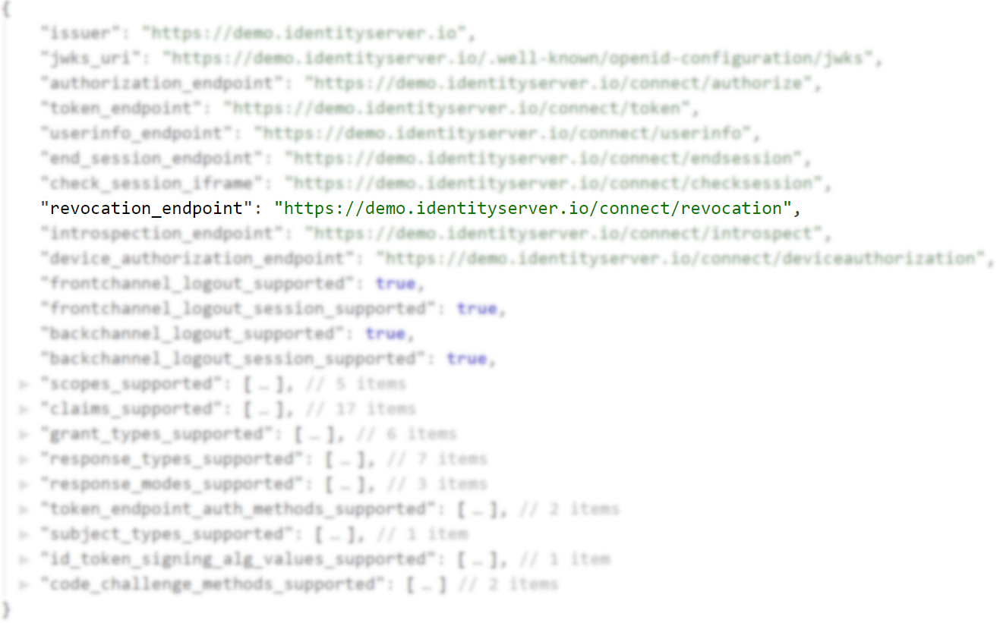 {
"issuer": "https://demo.identityserver.io",
"jwks_uri": "https://demo.identityserver.io/.well-known/openid-configuration/jwks",
"authorization_endpoint": "https://demo.identityserver.io/connect/authorize",
"token_endpoint": "https://demo.identityserver.io/connect/token",
"userinfo_endpoint": "https://demo.identityserver.io/connect/userinfo",
"end_session_endpoint": "https://demo.identityserver.io/connect/endsession",
"check_session_iframe": "https://demo.identityserver.io/connect/checksession",
"revocation_endpoint": "https://demo.identityserver.io/connect/revocation",
"introspection_endpoint": "https://demo.identityserver.io/connect/introspect",
"device_authorization_endpoint": "https://demo.identityserver.io/connect/deviceauthorization",
"frontchannel_logout_supported": true,
"frontchannel_logout_session_supported": true,
"backchannel_logout_supported": true,
"backchannel_logout_session_supported": true,
"scopes_supported": [ … ], // 5 items
"claims_supported": [ … ], // 17 items
"grant_types_supported": [ … ], // 6 items
"response_types_supported": [ … ], // 7 items
"response_modes_supported": [ … ], // 3 items
"token_endpoint_auth_methods_supported": [ … ], // 2 items
"subject_types_supported": [ … ], // 1 item
"id_token_signing_alg_values_supported": [ … ], // 1 item
"code_challenge_methods_supported": [ … ] // 2 items
}